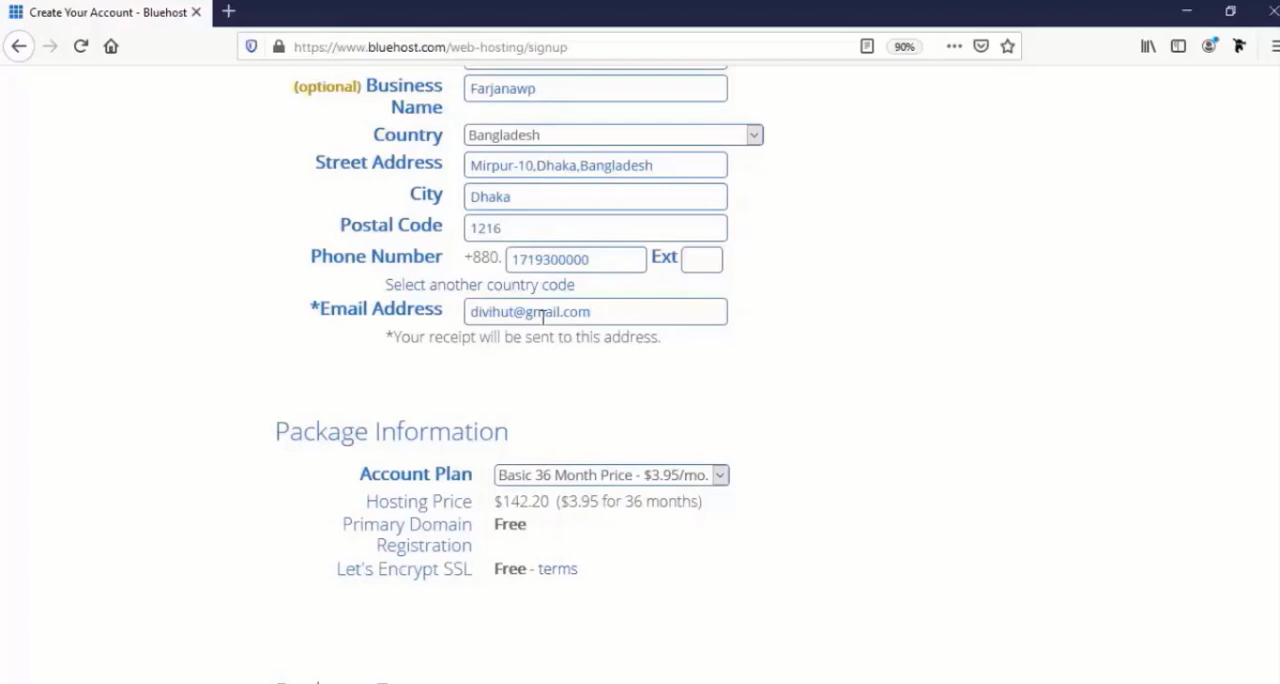 Create Your Account - Bluehost
https://www.bluehost.com/web-hosting/signup
90%
(optional) Business Name
Farjanawp
Country
Bangladesh
Street Address
Mirpur-10,Dhaka,Bangladesh
City
Dhaka
Postal Code
1216
Phone Number
+880.
1719300000
Ext
Select another country code
*Email Address
divihut@gmail.com
*Your receipt will be sent to this address.
Package Information
Account Plan
Basic 36 Month Price - $3.95/mo.
Hosting Price
$142.20 ($3.95 for 36 months)
Primary Domain Registration
Free
Let's Encrypt SSL
Free - terms